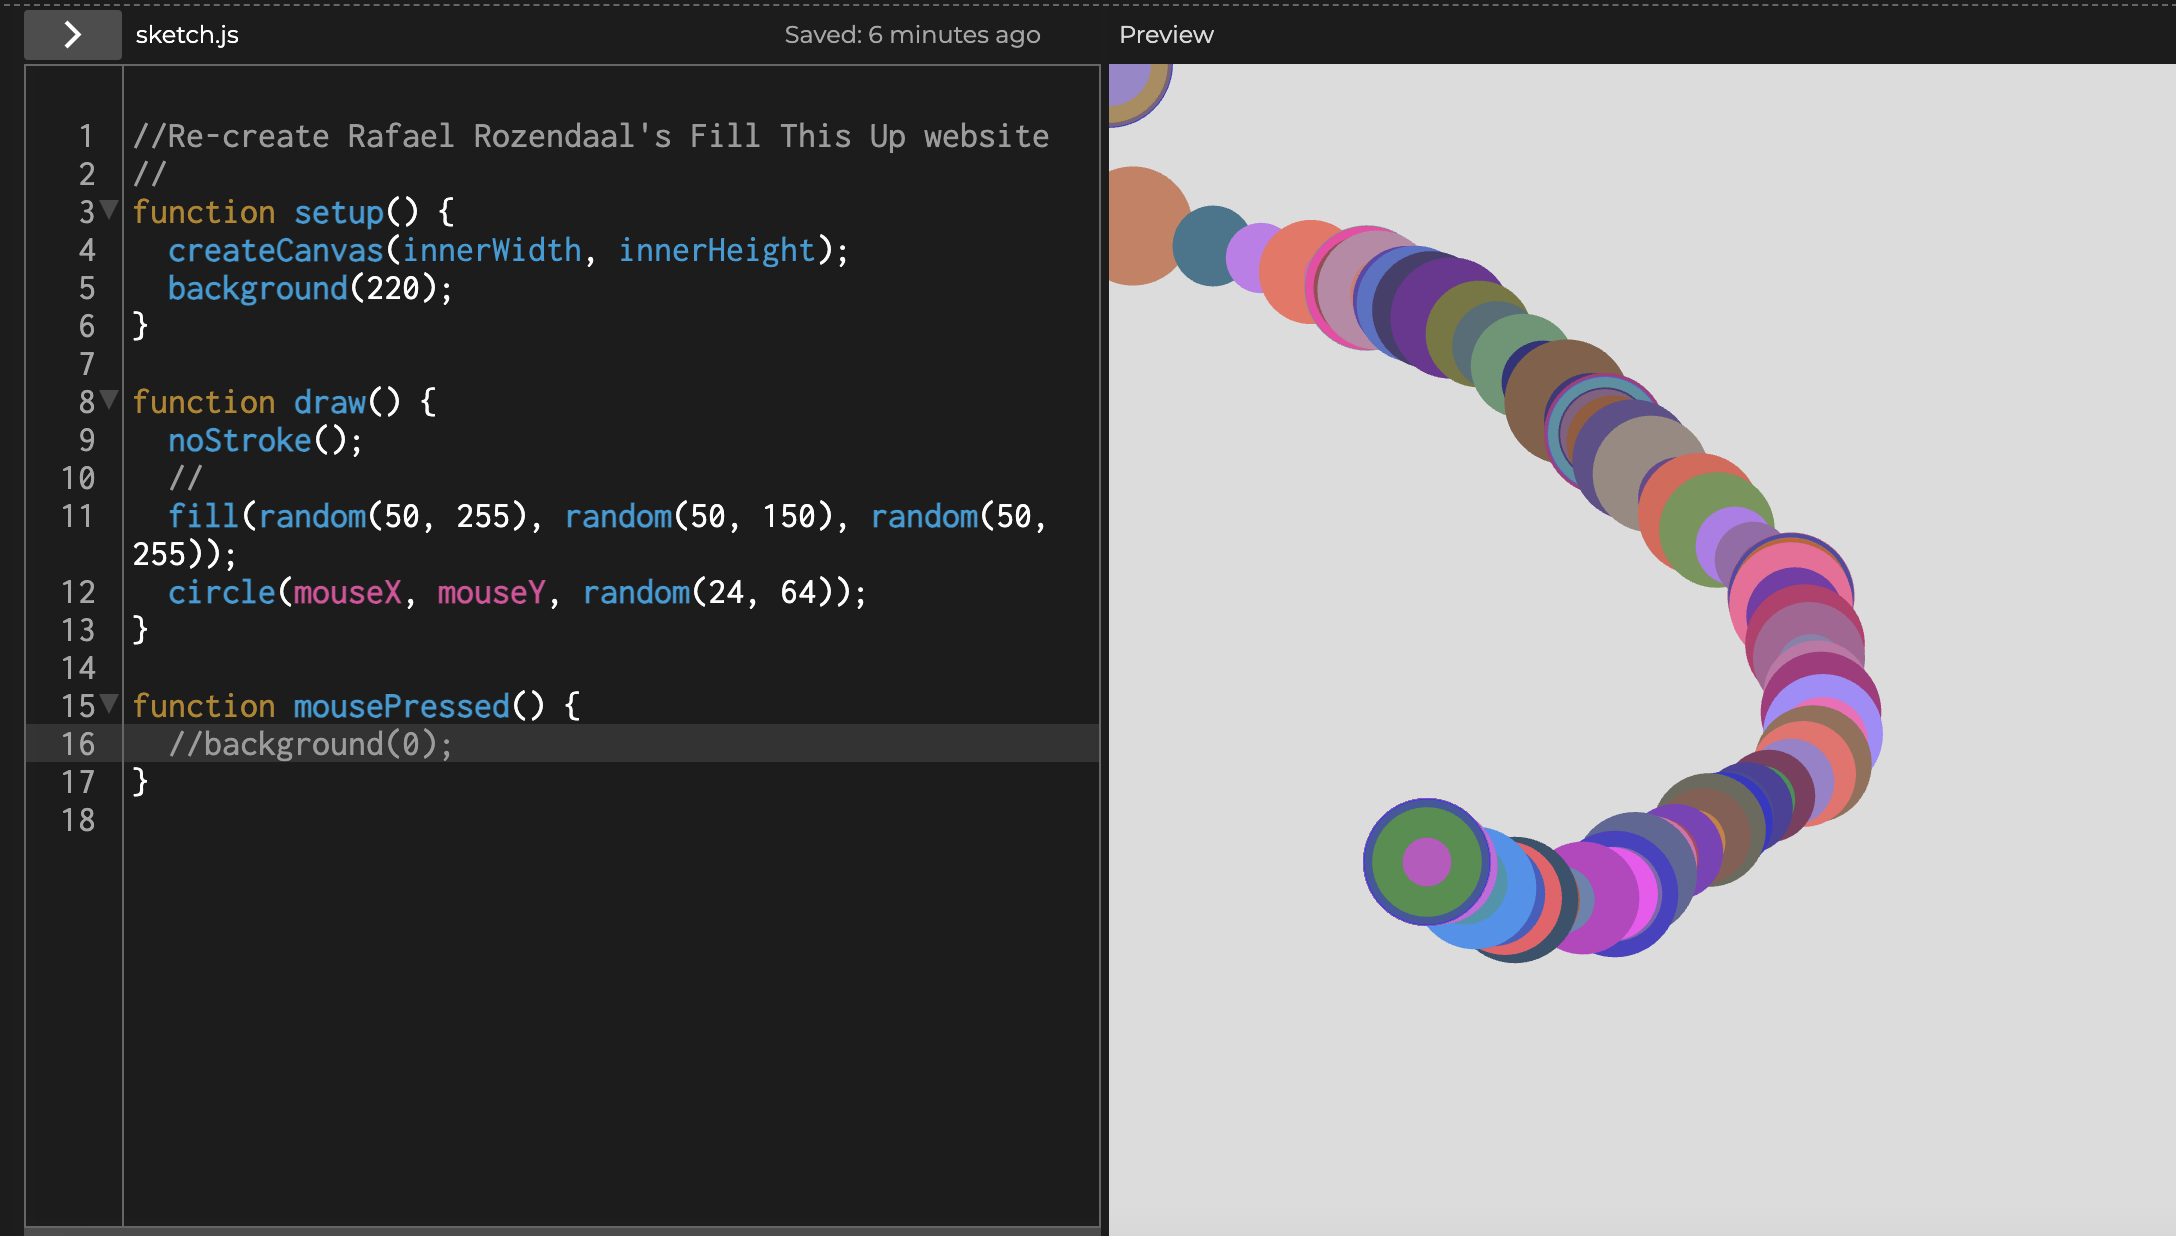 sketch.js
Saved: 6 minutes ago
Preview
1 //Re-create Rafael Rozendaal's Fill This Up website
2 //
3 function setup() {
4   createCanvas(innerWidth, innerHeight);
5   background(220);
6 }
7
8 function draw() {
9   noStroke();
10   //
11   fill(random(50, 255), random(50, 150), random(50,
255));
12   circle(mouseX, mouseY, random(24, 64));
13 }
14
15 function mousePressed() {
16   //background(0);
17 }
18